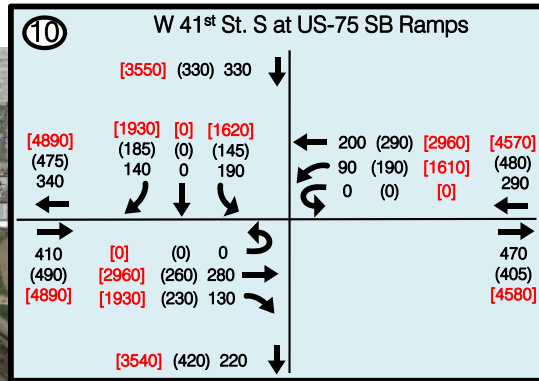 10 W 41st St. S at US-75 SB Ramps
[3550] (330) 330
[1930] [0] [1620]
(185) (0) (145)
140 0 190
[4890]
(475)
340
200 (290) [2960]
90 (190) [1610]
0 (0) [0]
[4570]
(480)
290
410
(490)
[4890]
[0] (0) 0
[2960] (260) 280
[1930] (230) 130
470
(405)
[4580]
[3540] (420) 220